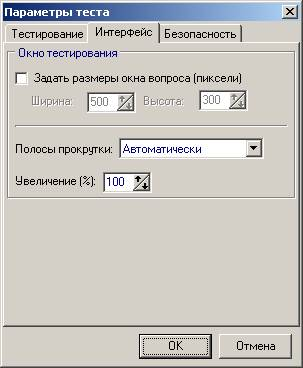 Параметры теста
Тестирование Интерфейс Безопасность
Окно тестирования
Задать размеры окна вопроса (пиксели)
Ширина: 500 Высота: 300
Полосы прокрутки: Автоматически
Увеличение (%): 100
OK Отмена